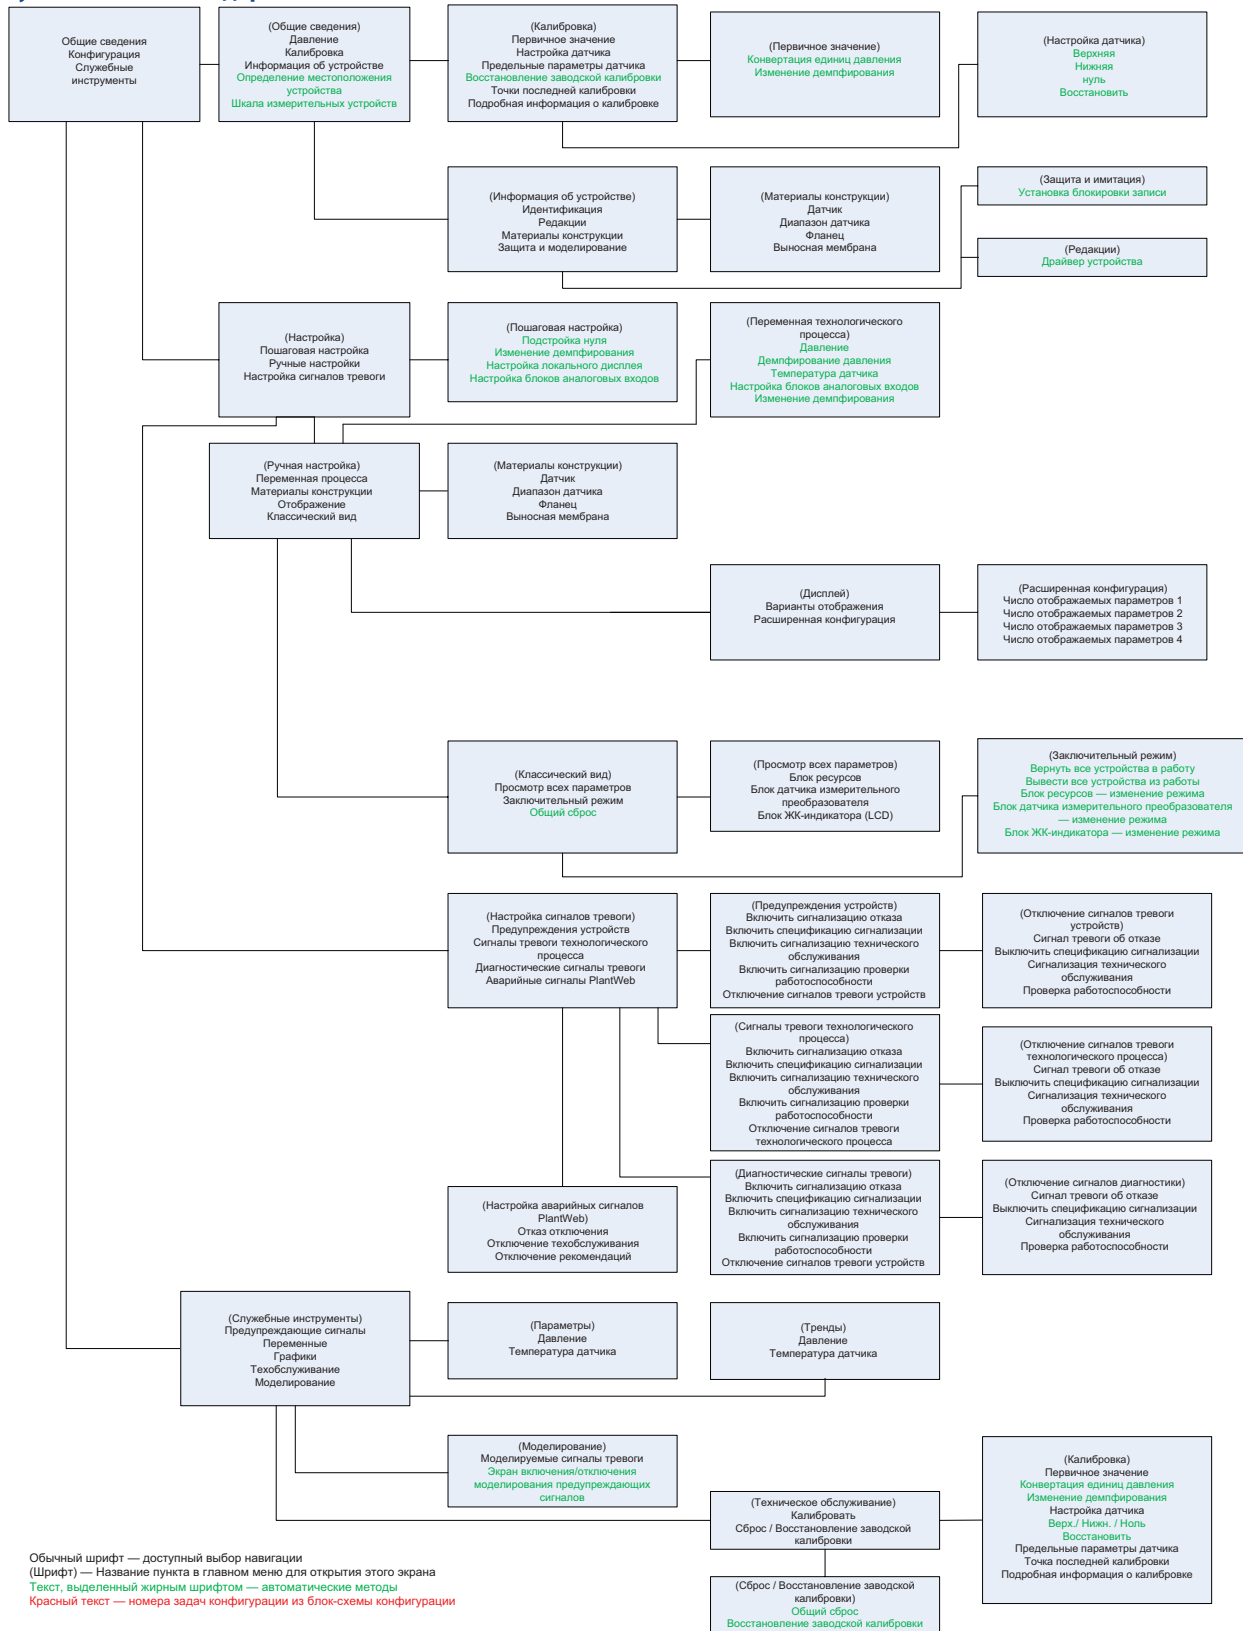 Общие сведения
Конфигурация
Служебные
инструменты
(Общие сведения)
Давление
Калибровка
Информация об устройстве
Определение местоположения
устройства
Шкала измерительных устройств
(Калибровка)
Первичное значение
Настройка датчика
Предельные параметры датчика
Восстановление заводской калибровки
Точки последней калибровки
Подробная информация о калибровке
(Первичное значение)
Конвертация единиц давления
Изменение демпфирования
(Настройка датчика)
Верхняя
Нижняя
нуль
Восстановить
(Информация об устройстве)
Идентификация
Редакции
Материалы конструкции
Защита и моделирование
(Материалы конструкции)
Датчик
Диапазон датчика
Фланец
Выносная мембрана
(Защита и имитация)
Установка блокировки записи
(Редакции)
Драйвер устройства
(Настройка)
Пошаговая настройка
Ручные настройки
Настройка сигналов тревоги
(Пошаговая настройка)
Подстройка нуля
Изменение демпфирования
Настройка локального дисплея
Настройка блоков аналоговых входов
(Переменная технологического
процесса)
Давление
Демпфирование давления
Температура датчика
Настройка блоков аналоговых входов
Изменение демпфирования
(Ручная настройка)
Переменная процесса
Материалы конструкции
Отображение
Классический вид
(Материалы конструкции)
Датчик
Диапазон датчика
Фланец
Выносная мембрана
(Дисплей)
Варианты отображения
Расширенная конфигурация
(Расширенная конфигурация)
Число отображаемых параметров 1
Число отображаемых параметров 2
Число отображаемых параметров 3
Число отображаемых параметров 4
(Классический вид)
Просмотр всех параметров
Заключительный режим
Общий сброс
(Просмотр всех параметров)
Блок ресурсов
Блок датчика измерительного
преобразователя
Блок ЖК-индикатора (LCD)
(Заключительный режим)
Вернуть все устройства в работу
Вывести все устройства из работы
Блок ресурсов — изменение режима
Блок датчика измерительного преобразователя
— изменение режима
Блок ЖК-индикатора — изменение режима
(Настройка сигналов тревоги)
Предупреждения устройств
Сигналы тревоги технологического
процесса
Диагностические сигналы тревоги
Аварийные сигналы PlantWeb
(Предупреждения устройств)
Включить сигнализацию отказа
Включить спецификацию сигнализации
Включить сигнализацию технического
обслуживания
Включить сигнализацию проверки
работоспособности
Отключение сигналов тревоги устройств
(Отключение сигналов тревоги
устройств)
Сигнал тревоги об отказе
Выключить спецификацию сигнализации
Сигнализация технического
обслуживания
Проверка работоспособности
(Сигналы тревоги технологического
процесса)
Включить сигнализацию отказа
Включить спецификацию сигнализации
Включить сигнализацию технического
обслуживания
Включить сигнализацию проверки
работоспособности
Отключение сигналов тревоги
технологического процесса
(Отключение сигналов тревоги
технологического процесса)
Сигнал тревоги об отказе
Выключить спецификацию сигнализации
Сигнализация технического
обслуживания
Проверка работоспособности
(Настройка аварийных сигналов
PlantWeb)
Отказ отключения
Отключение техобслуживания
Отключение рекомендаций
(Диагностические сигналы тревоги)
Включить сигнализацию отказа
Включить спецификацию сигнализации
Включить сигнализацию технического
обслуживания
Включить сигнализацию проверки
работоспособности
Отключение сигналов тревоги устройств
(Отключение сигналов диагностики)
Сигнал тревоги об отказе
Выключить спецификацию сигнализации
Сигнализация технического
обслуживания
Проверка работоспособности
(Служебные инструменты)
Предупреждающие сигналы
Переменные
Графики
Техобслуживание
Моделирование
(Параметры)
Давление
Температура датчика
(Тренды)
Давление
Температура датчика
(Моделирование)
Моделируемые сигналы тревоги
Экран включения/отключения
моделирования предупреждающих
сигналов
(Техническое обслуживание)
Калибровать
Сброс / Восстановление заводской
калибровки
(Калибровка)
Первичное значение
Конвертация единиц давления
Изменение демпфирования
Настройка датчика
Верх./ Нижн. / Ноль
Восстановить
Предельные параметры датчика
Точка последней калибровки
Подробная информация о калибровке
(Сброс / Восстановление заводской
калибровки)
Общий сброс
Восстановление заводской калибровки
Обычный шрифт — доступный выбор навигации
(Шрифт) — Название пункта в главном меню для открытия этого экрана
Текст, выделенный жирным шрифтом — автоматические методы
Красный текст — номера задач конфигурации из блок-схемы конфигурации